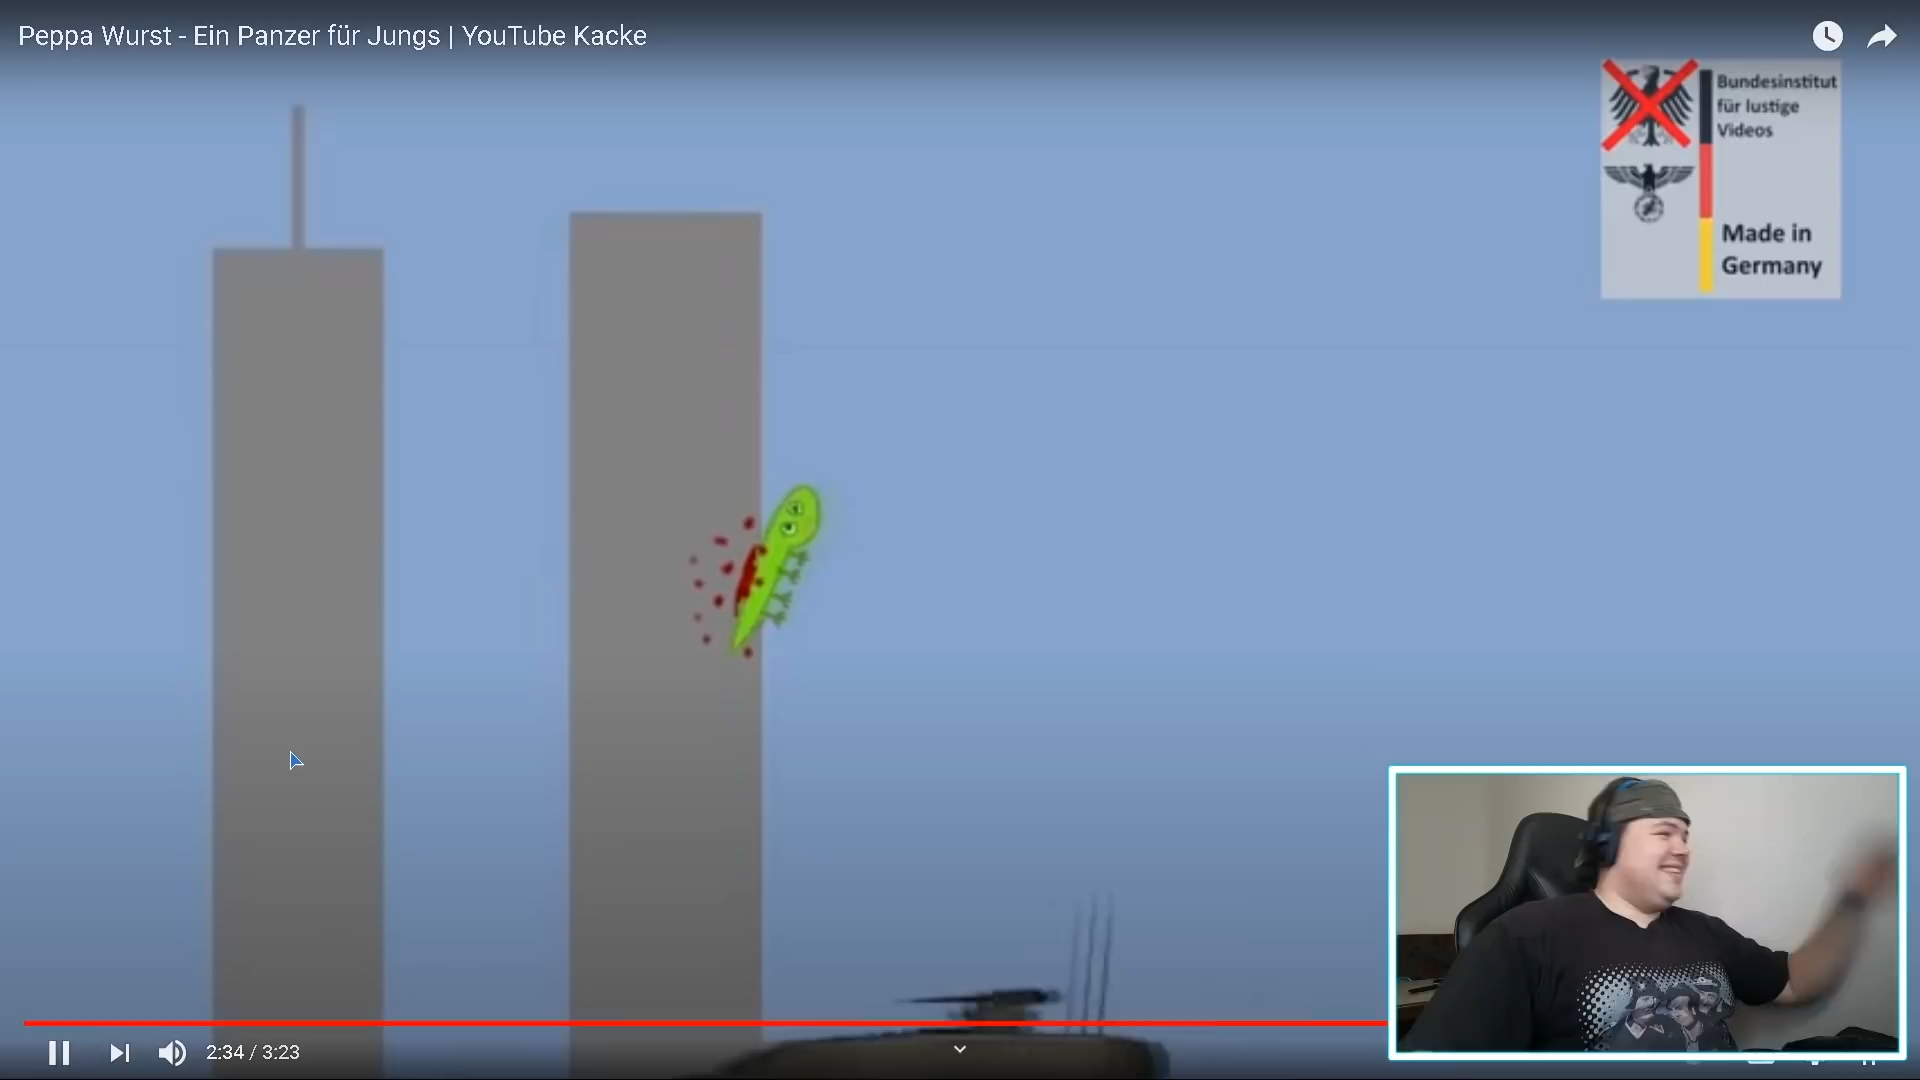 Peppa Wurst - Ein Panzer für Jungs | YouTube Kacke
Bundesinstitut
für lustige
Videos
Made in
Germany
2:34 / 3:23